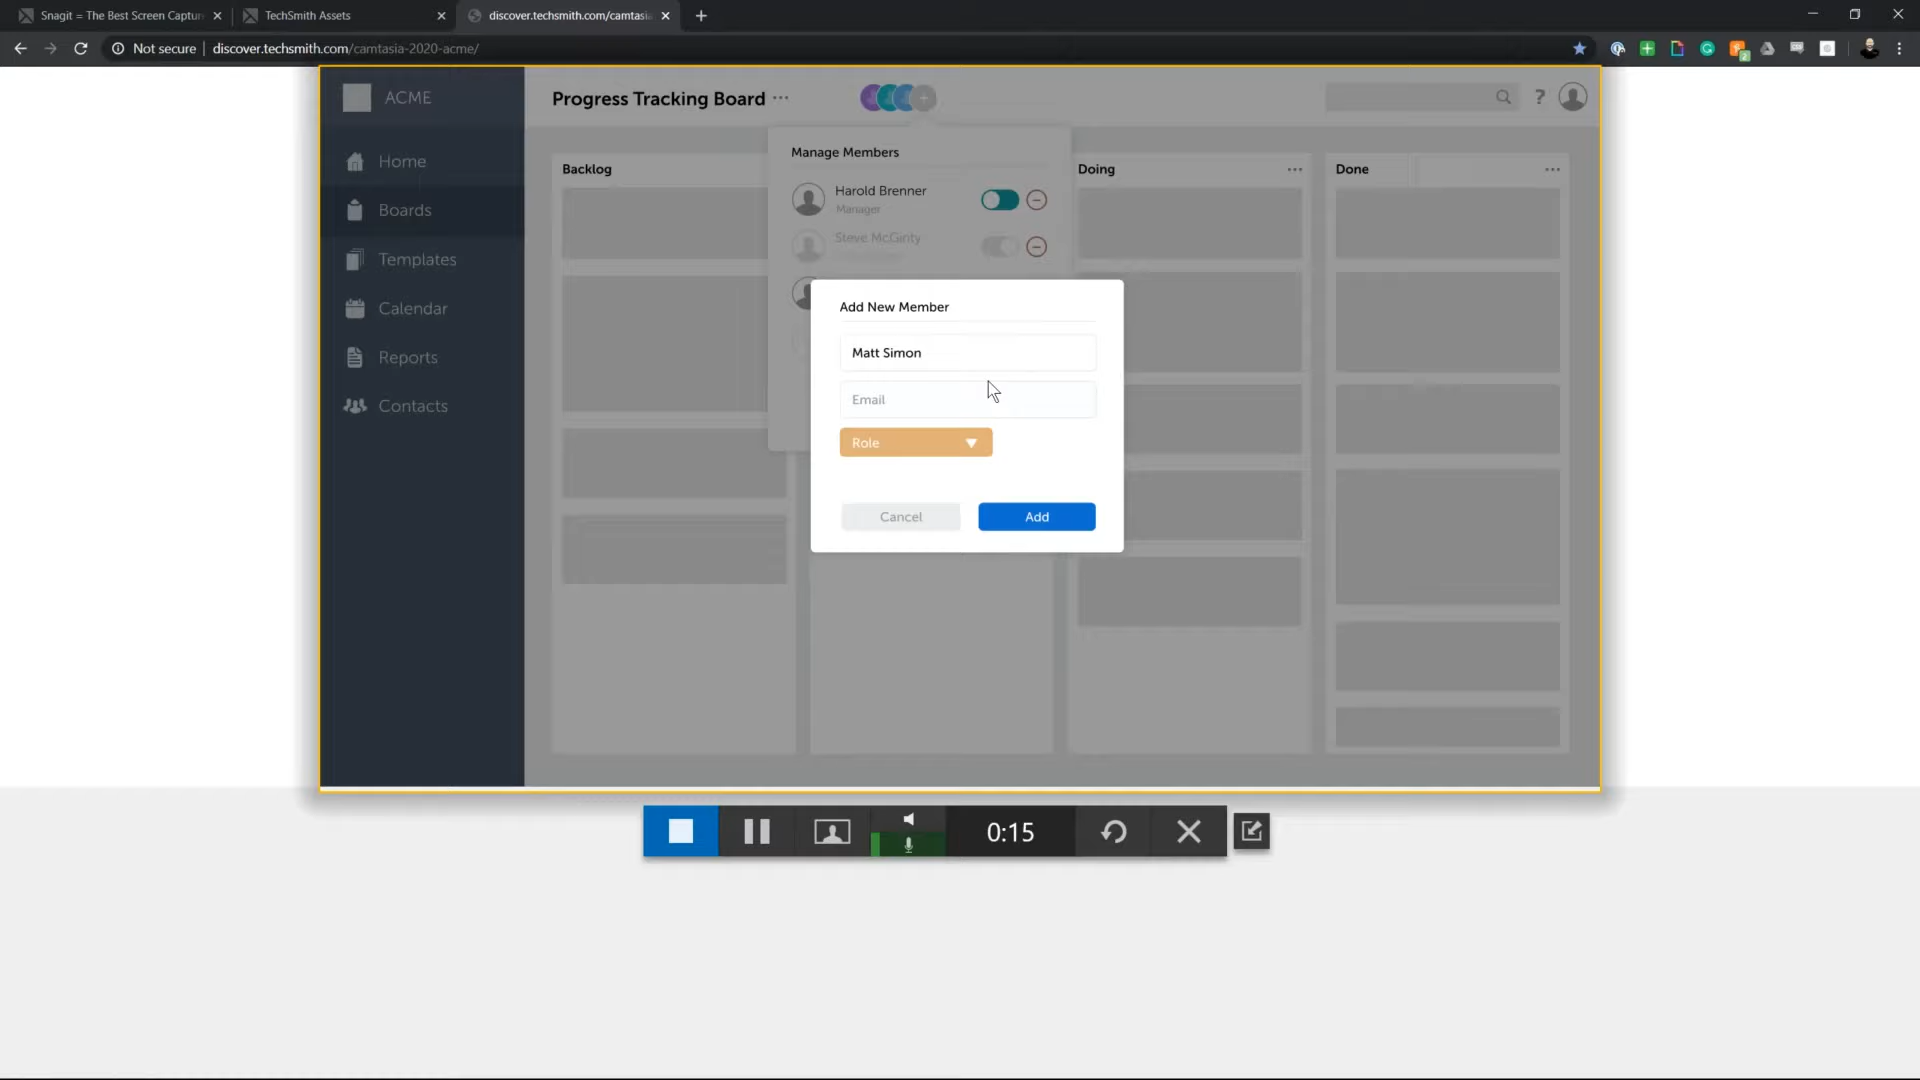 Snagit = The Best Screen Captur
TechSmith Assets
discover.techsmith.com/camtasia
Not secure
discover.techsmith.com/camtasia-2020-acme/
2
ACME
Progress Tracking Board ...
?
Home
Boards
Templates
Calendar
Reports
Contacts
Backlog
Doing ...
Done ...
Manage Members
Harold Brenner
Manager
Steve McGinty
Add New Member
Matt Simon
Email
Role
Cancel
Add
0:15